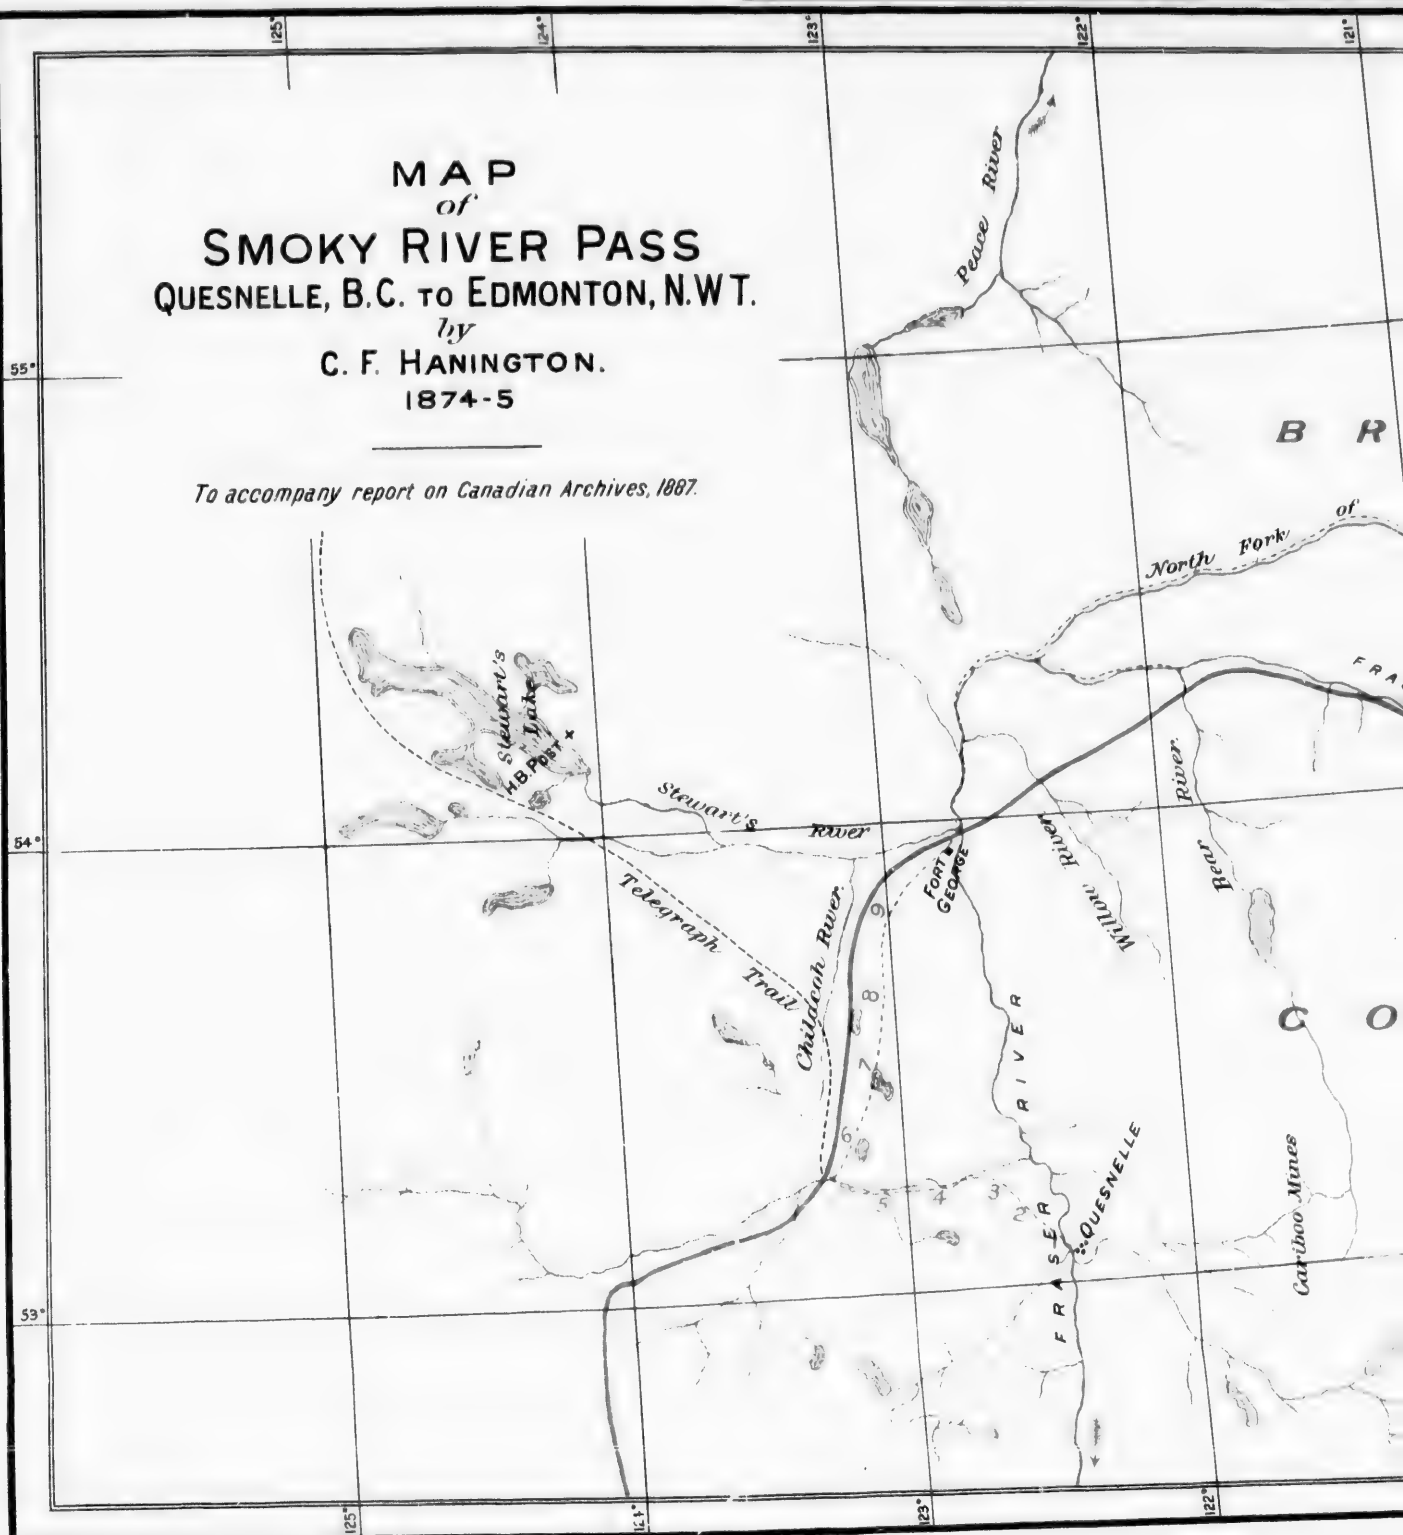 125°
124°
123°
122°
121°
MAP
of
SMOKY RIVER PASS
QUESNELLE, B.C. TO EDMONTON, N.W T.
by
C. F. HANINGTON.
1874-5
To accompany report on Canadian Archives, 1887.
55°
Peace River
B R
North Fork of
FRA
Stewart's
Lake
H.B. POST x
Stewart's River
54°
Telegraph Trail
Chilacoh River
FORT
GEORGE
Willow River
Bear River
9
8
7
6
5
4
3
2
C O
FRASER RIVER
QUESNELLE
Cariboo Mines
53°
125°
124°
123°
122°